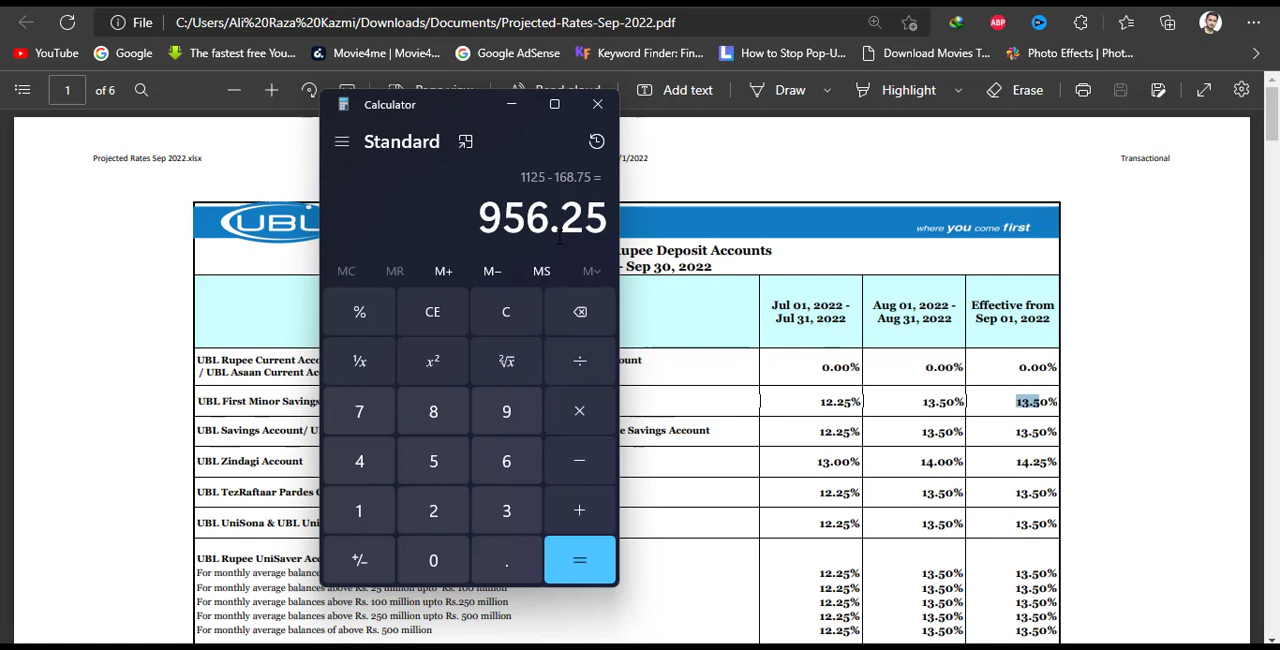 File C:/Users/Ali%20Raza%20Kazmi/Downloads/Documents/Projected-Rates-Sep-2022.pdf ABP
YouTube Google The fastest free You... Movie4me | Movie4... Google AdSense Keyword Finder: Fin... How to Stop Pop-U... Download Movies T... Photo Effects | Phot...
1 of 6 Add text Draw Highlight Erase
Calculator
Standard
1125 - 168.75 =
956.25
MC MR M+ M− MS M
% CE C
¹/x x² ²√x ÷
7 8 9 ×
4 5 6 −
1 2 3 +
+/− 0 . =
Projected Rates Sep 2022.xlsx /1/2022 Transactional
UBL where you come first
upee Deposit Accounts
- Sep 30, 2022
Jul 01, 2022 - Aug 01, 2022 - Effective from
Jul 31, 2022 Aug 31, 2022 Sep 01, 2022
UBL Rupee Current Acco ount 0.00% 0.00% 0.00%
/ UBL Asaan Current Ac
UBL First Minor Savings 12.25% 13.50% 13.50%
UBL Savings Account/ U e Savings Account 12.25% 13.50% 13.50%
UBL Zindagi Account 13.00% 14.00% 14.25%
UBL TezRaftaar Pardes 12.25% 13.50% 13.50%
UBL UniSona & UBL Uni 12.25% 13.50% 13.50%
UBL Rupee UniSaver Acc
For monthly average balances 12.25% 13.50% 13.50%
For monthly average balances above Rs. 25 million upto Rs. 100 million 12.25% 13.50% 13.50%
For monthly average balances above Rs. 100 million upto Rs.250 million 12.25% 13.50% 13.50%
For monthly average balances above Rs. 250 million upto Rs. 500 million 12.25% 13.50% 13.50%
For monthly average balances of above Rs. 500 million 12.25% 13.50% 13.50%